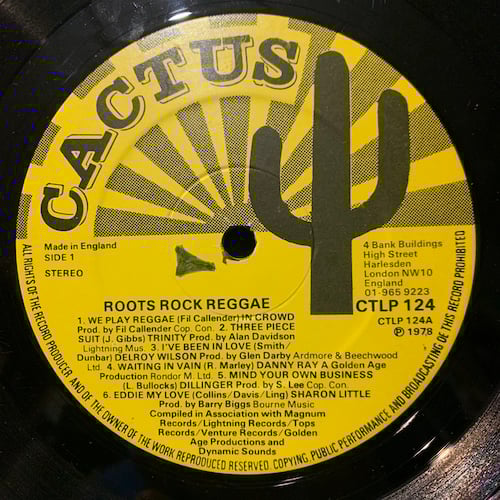 CACTUS
Made in England
SIDE 1
STEREO
4 Bank Buildings
High Street
Harlesden
London NW10
England
01-965 9223
CTLP 124
CTLP 124A
℗ 1978
ROOTS ROCK REGGAE
1. WE PLAY REGGAE (Fil Callender) IN CROWD
Prod. by Fil Callender Cop. Con. 2. THREE PIECE
SUIT (J. Gibbs) TRINITY Prod. by Alan Davidson
Lightning Mus. 3. I'VE BEEN IN LOVE (Smith/
Dunbar) DELROY WILSON Prod. by Glen Darby Ardmore & Beechwood
Ltd. 4. WAITING IN VAIN (R. Marley) DANNY RAY A Golden Age
Production Rondor M. Ltd. 5. MIND YOUR OWN BUSINESS
(L. Bullocks) DILLINGER Prod. by S. Lee Cop. Con.
6. EDDIE MY LOVE (Collins/Davis/Ling) SHARON LITTLE
Prod. by Barry Biggs Bourne Music
Compiled in Association with Magnum
Records/Lightning Records/Tops
Records/Venture Records/Golden
Age Productions and
Dynamic Sounds
ALL RIGHTS OF THE RECORD PRODUCER AND OF THE OWNER OF THE WORK REPRODUCED RESERVED. COPYING, PUBLIC PERFORMANCE AND BROADCASTING OF THIS RECORD PROHIBITED